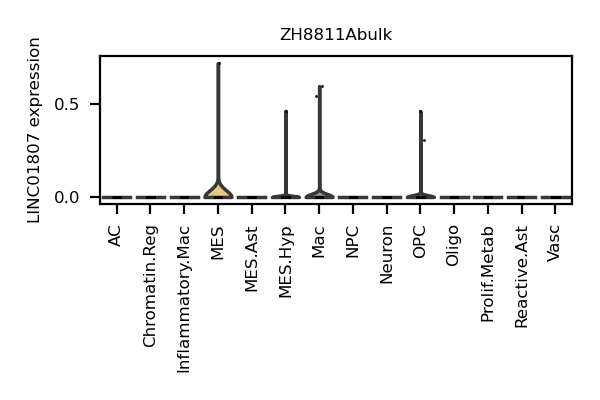 ZH8811Abulk
LINC01807 expression
0.5
0.0
AC
Chromatin.Reg
Inflammatory.Mac
MES
MES.Ast
MES.Hyp
Mac
NPC
Neuron
OPC
Oligo
Prolif.Metab
Reactive.Ast
Vasc